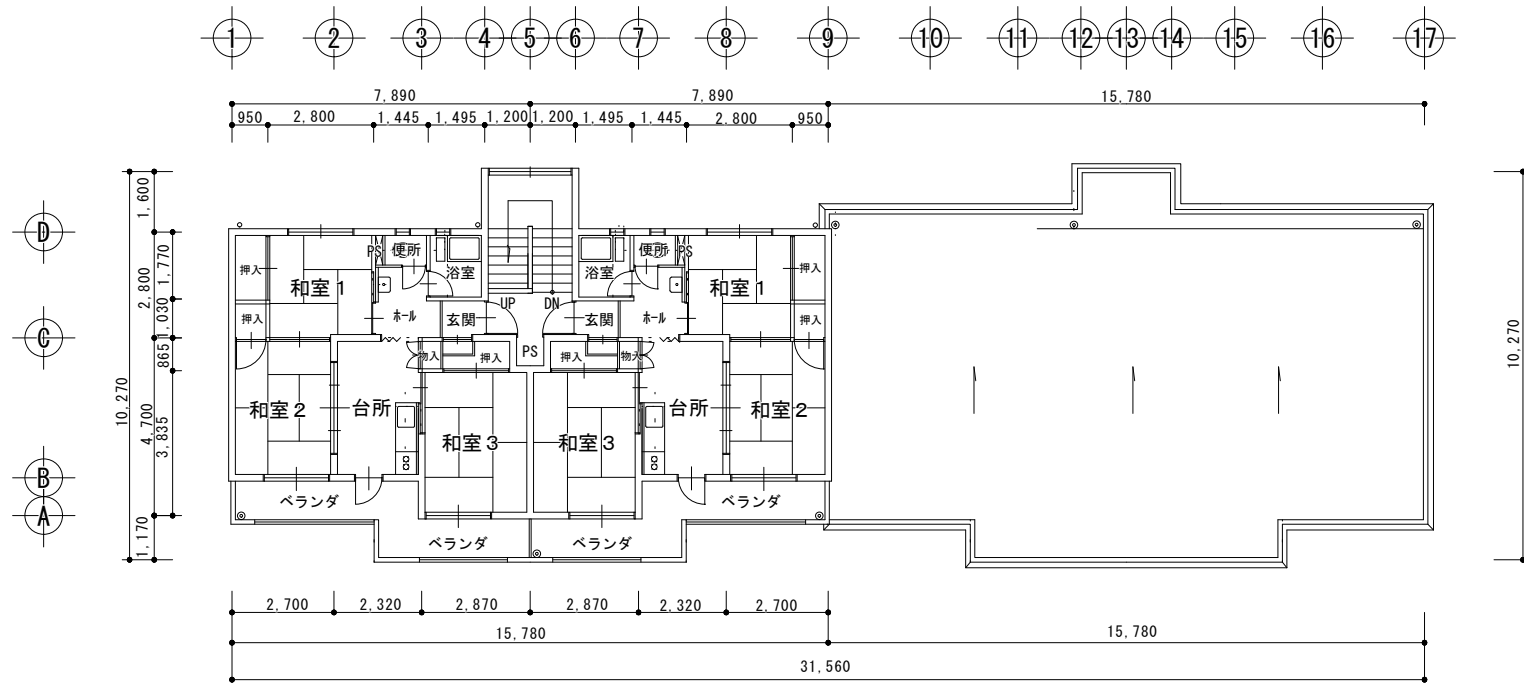 1 2 3 4 5 6 7 8 9 10 11 12 13 14 15 16 17
7,890 7,890 15,780
950 2,800 1,445 1,495 1,200 1,200 1,495 1,445 2.800 950
D
C
B
A
10,270
1,600
2,800
4,700
1,170
1,770
1,030
865
3,835
押入 和室1 PS 便所 浴室 浴室 便所 PS 和室1 押入
押入 ホール 玄関 UP DN 玄関 ホール 押入
物入 押入 PS 押入 物入
和室2 台所 和室3 和室3 台所 和室2
ベランダ ベランダ
ベランダ ベランダ
10,270
2,700 2,320 2,870 2,870 2,320 2,700
15,780 15,780
31,560